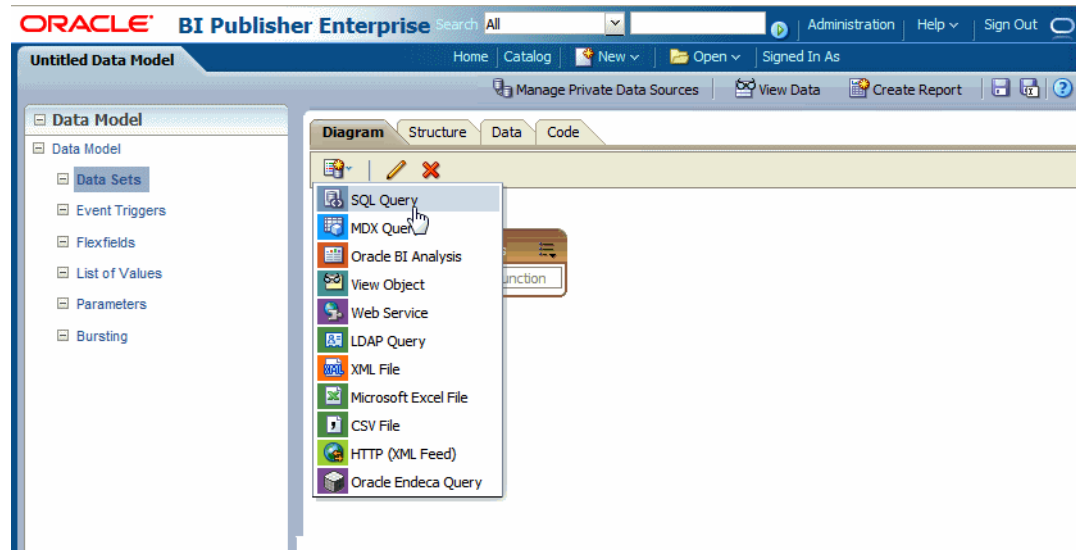 ORACLE BI Publisher Enterprise Search All Administration Help Sign Out
Untitled Data Model Home Catalog New Open Signed In As
Manage Private Data Sources View Data Create Report
Data Model
Data Model
Data Sets
Event Triggers
Flexfields
List of Values
Parameters
Bursting
Diagram Structure Data Code
SQL Query
MDX Query
Oracle BI Analysis
View Object
Web Service
LDAP Query
XML File
Microsoft Excel File
CSV File
HTTP (XML Feed)
Oracle Endeca Query